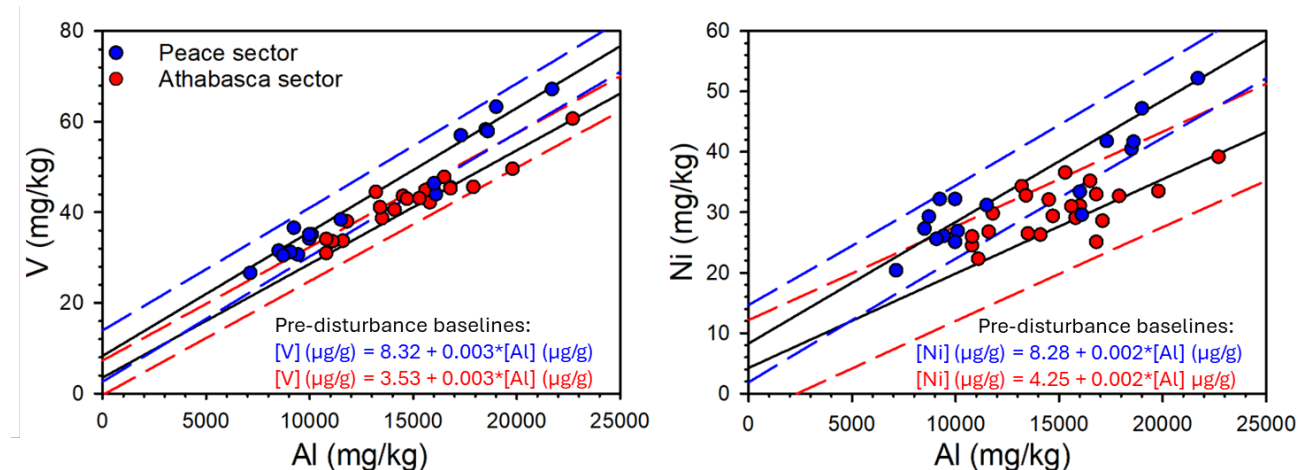 80
60
40
20
0
V (mg/kg)
Peace sector
Athabasca sector
Pre-disturbance baselines:
[V] (µg/g) = 8.32 + 0.003*[Al] (µg/g)
[V] (µg/g) = 3.53 + 0.003*[Al] (µg/g)
0 5000 10000 15000 20000 25000
Al (mg/kg)
60
50
40
30
20
10
0
Ni (mg/kg)
Pre-disturbance baselines:
[Ni] (µg/g) = 8.28 + 0.002*[Al] (µg/g)
[Ni] (µg/g) = 4.25 + 0.002*[Al] µg/g)
0 5000 10000 15000 20000 25000
Al (mg/kg)